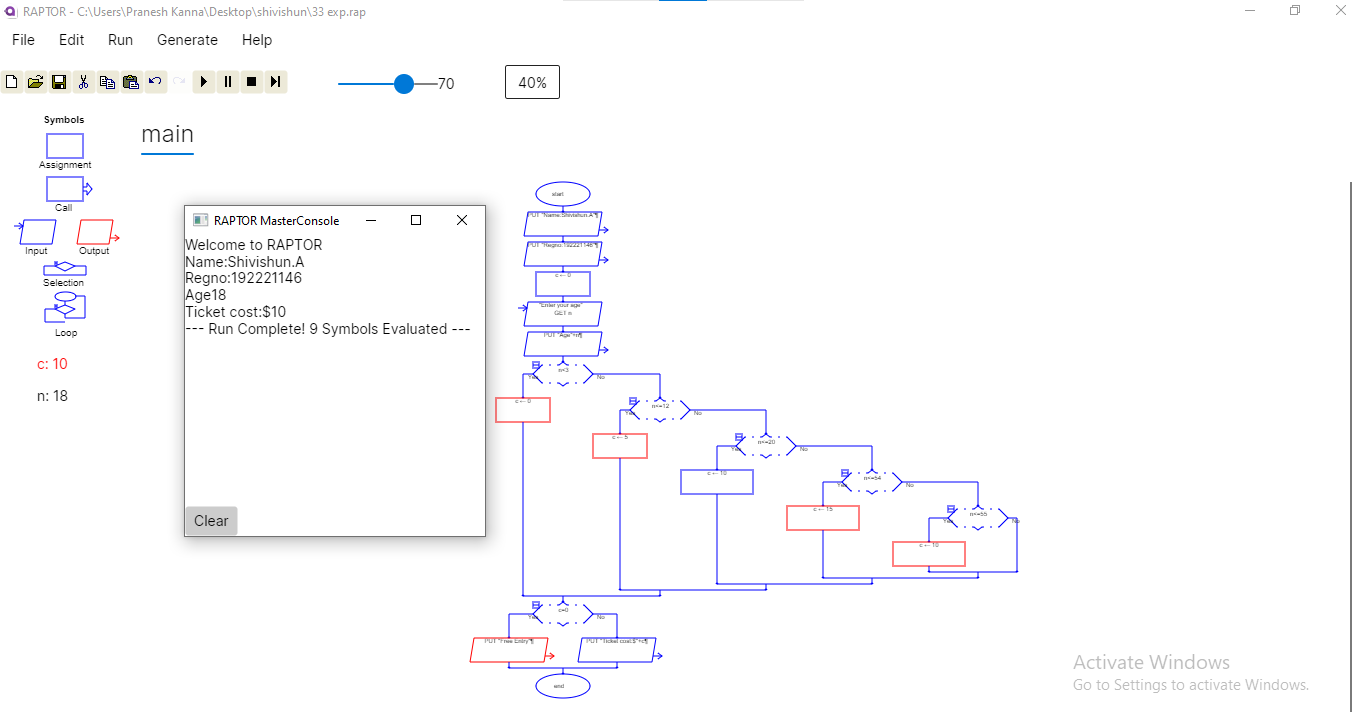 RAPTOR - C:\Users\Pranesh Kanna\Desktop\shivishun\33 exp.rap
File Edit Run Generate Help
70
40%
Symbols
Assignment
Call
Input Output
Selection
Loop
c: 10
n: 18
main
RAPTOR MasterConsole
Welcome to RAPTOR
Name:Shivishun.A
Regno:192221146
Age18
Ticket cost:$10
--- Run Complete! 9 Symbols Evaluated ---
Clear
start
PUT "Name:Shivishun.A"¶
PUT "Regno:192221146"¶
c ← 0
"Enter your age"
GET n
PUT "Age"+n¶
Yes No
c ← 0
n<=12
Yes No
c ← 5
n<=20
Yes No
c ← 10
n<=54
Yes No
c ← 15
Yes No
c ← 10
c=0
Yes No
PUT "Free Entry"¶
PUT "Ticket cost:$"+c¶
end
Activate Windows
Go to Settings to activate Windows.